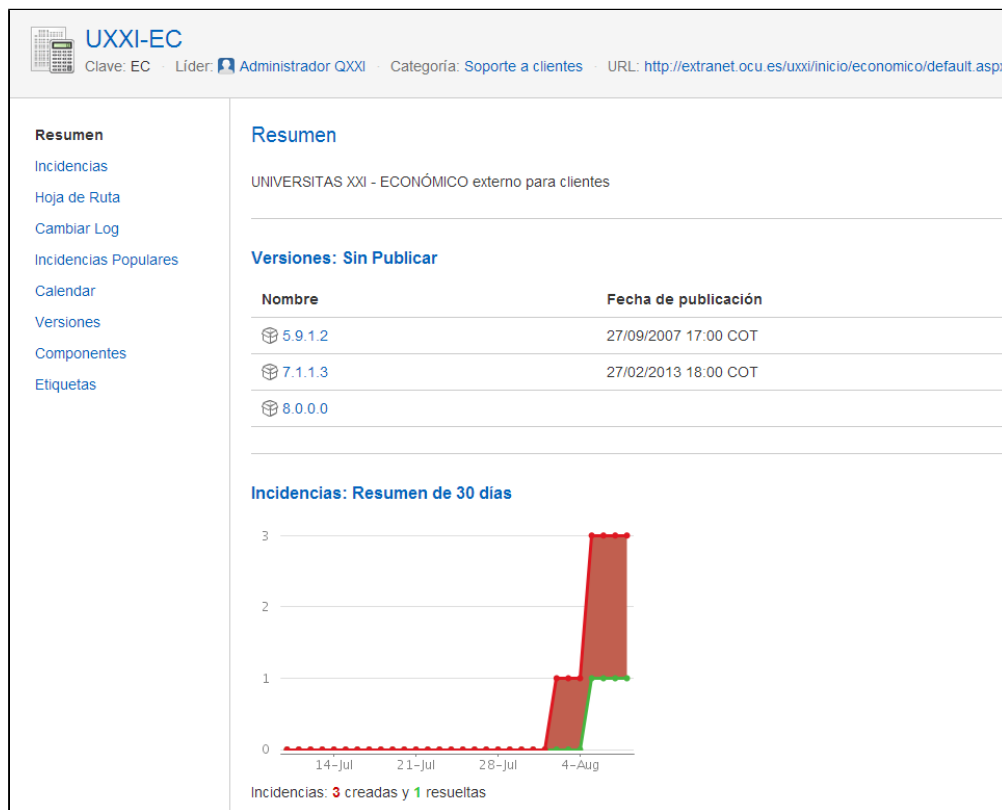 UXXI-EC
Clave: EC Líder: Administrador QXXI Categoría: Soporte a clientes URL: http://extranet.ocu.es/uxxi/inicio/economico/default.aspx
Resumen
Incidencias
Hoja de Ruta
Cambiar Log
Incidencias Populares
Calendar
Versiones
Componentes
Etiquetas
Resumen
UNIVERSITAS XXI - ECONÓMICO externo para clientes
Versiones: Sin Publicar
Nombre Fecha de publicación
5.9.1.2 27/09/2007 17:00 COT
7.1.1.3 27/02/2013 18:00 COT
8.0.0.0
Incidencias: Resumen de 30 dias
3
2
1
0
14-Jul 21-Jul 28-Jul 4-Aug
Incidencias: 3 creadas y 1 resueltas